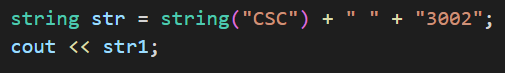 string str = string("CSC") + " " + "3002";
cout << str1;